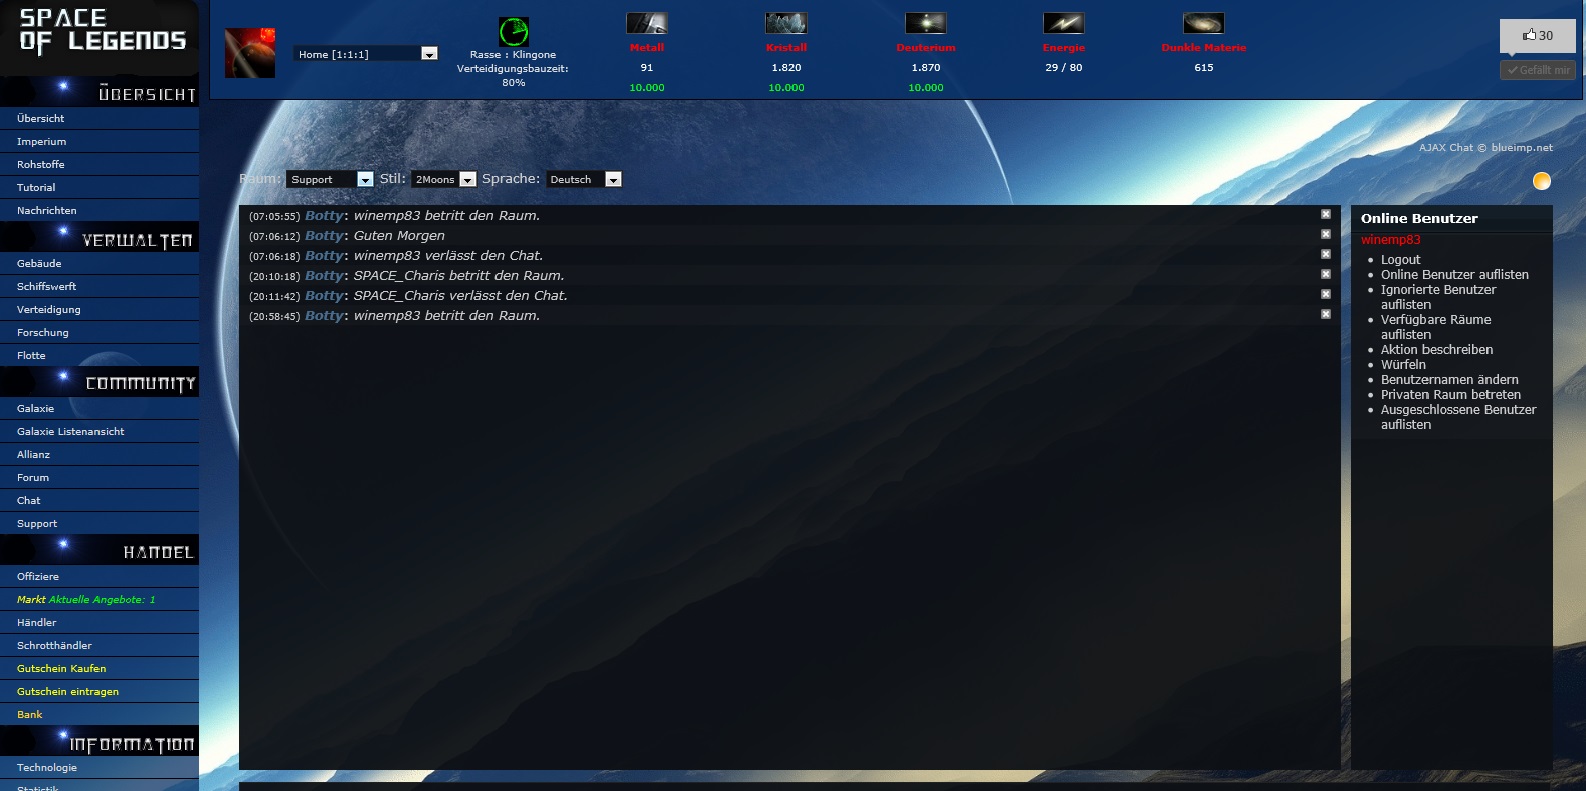 SPACE
OF LEGENDS
Home [1:1:1]
Rasse : Klingone
Verteidigungsbauzeit:
80%
Metall
91
10.000
Kristall
1.820
10.000
Deuterium
1.870
10.000
Energie
29 / 80
Dunkle Materie
615
30
Gefällt mir
ÜBERSICHT
Übersicht
Imperium
Rohstoffe
Tutorial
Nachrichten
VERWALTEN
Gebäude
Schiffswerft
Verteidigung
Forschung
Flotte
COMMUNITY
Galaxie
Galaxie Listenansicht
Allianz
Forum
Chat
Support
HANDEL
Offiziere
Markt Aktuelle Angebote: 1
Händler
Schrotthändler
Gutschein Kaufen
Gutschein eintragen
Bank
INFORMATION
Technologie
Statistik
AJAX Chat © blueimp.net
Raum: Support Stil: 2Moons Sprache: Deutsch
(07:05:55) Botty: winemp83 betritt den Raum.
(07:06:12) Botty: Guten Morgen
(07:06:18) Botty: winemp83 verlässt den Chat.
(20:10:18) Botty: SPACE_Charis betritt den Raum.
(20:11:42) Botty: SPACE_Charis verlässt den Chat.
(20:58:45) Botty: winemp83 betritt den Raum.
Online Benutzer
winemp83
Logout
Online Benutzer auflisten
Ignorierte Benutzer
auflisten
Verfügbare Räume
auflisten
Aktion beschreiben
Würfeln
Benutzernamen ändern
Privaten Raum betreten
Ausgeschlossene Benutzer
auflisten